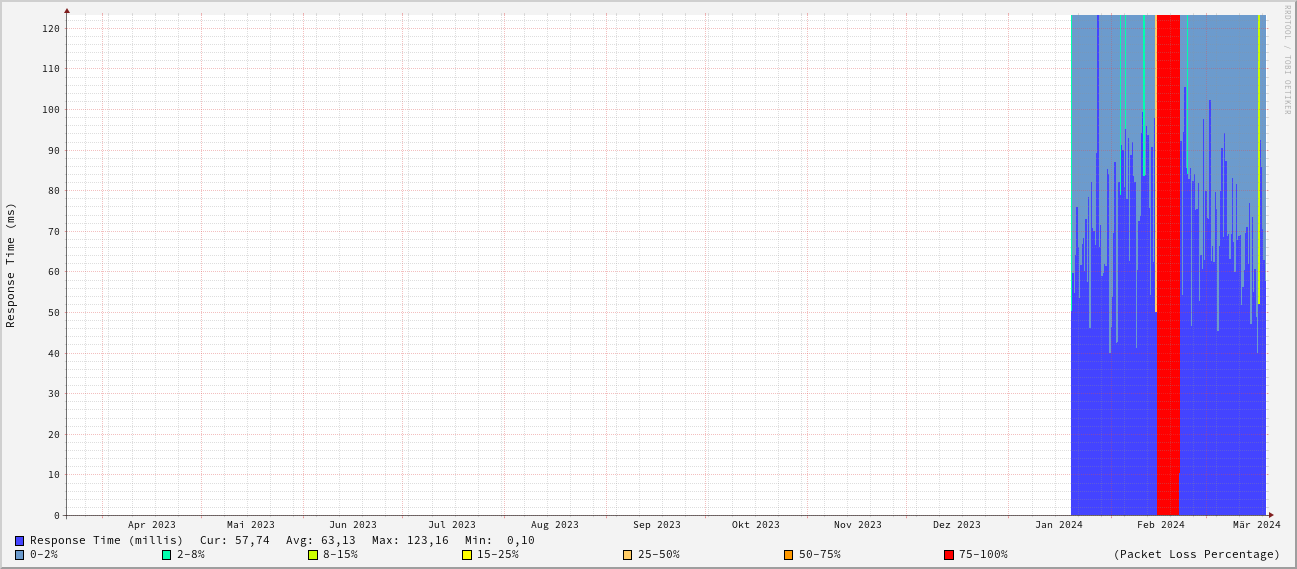 RRDTOOL / TOBI OETIKER
Response Time (ms)
120
110
100
90
80
70
60
50
40
30
20
10
0
Apr 2023 Mai 2023 Jun 2023 Jul 2023 Aug 2023 Sep 2023 Okt 2023 Nov 2023 Dez 2023 Jan 2024 Feb 2024 Mär 2024
Response Time (millis) Cur: 57,74 Avg: 63,13 Max: 123,16 Min: 0,10
0-2% 2-8% 8-15% 15-25% 25-50% 50-75% 75-100% (Packet Loss Percentage)